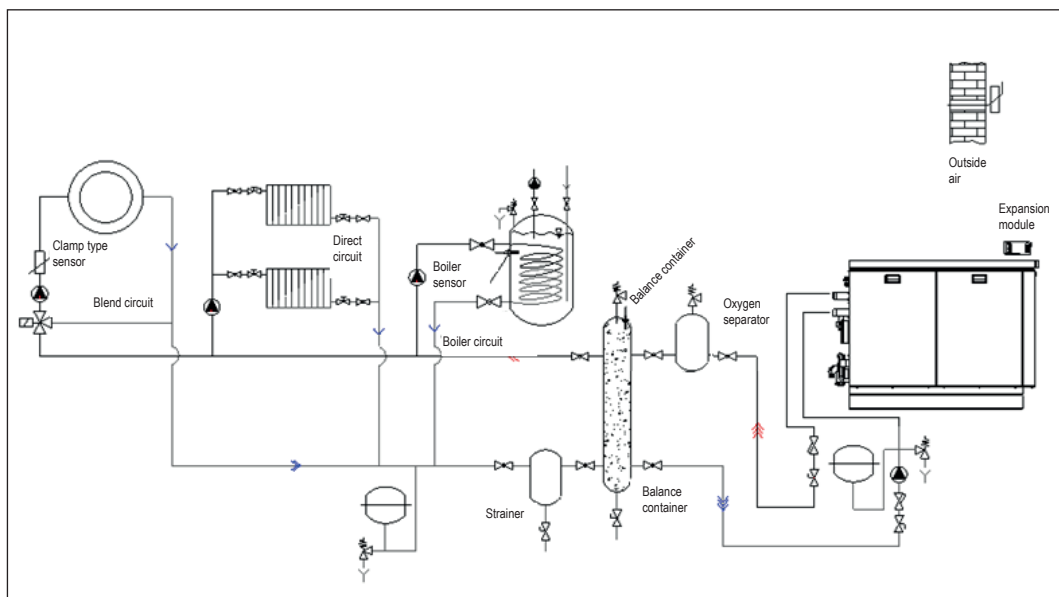 Outside
air
Expansion
module
Clamp type
sensor
Direct
circuit
Boiler
sensor
Balance container
Oxygen
separator
Blend circuit
Boiler circuit
Strainer
Balance
container